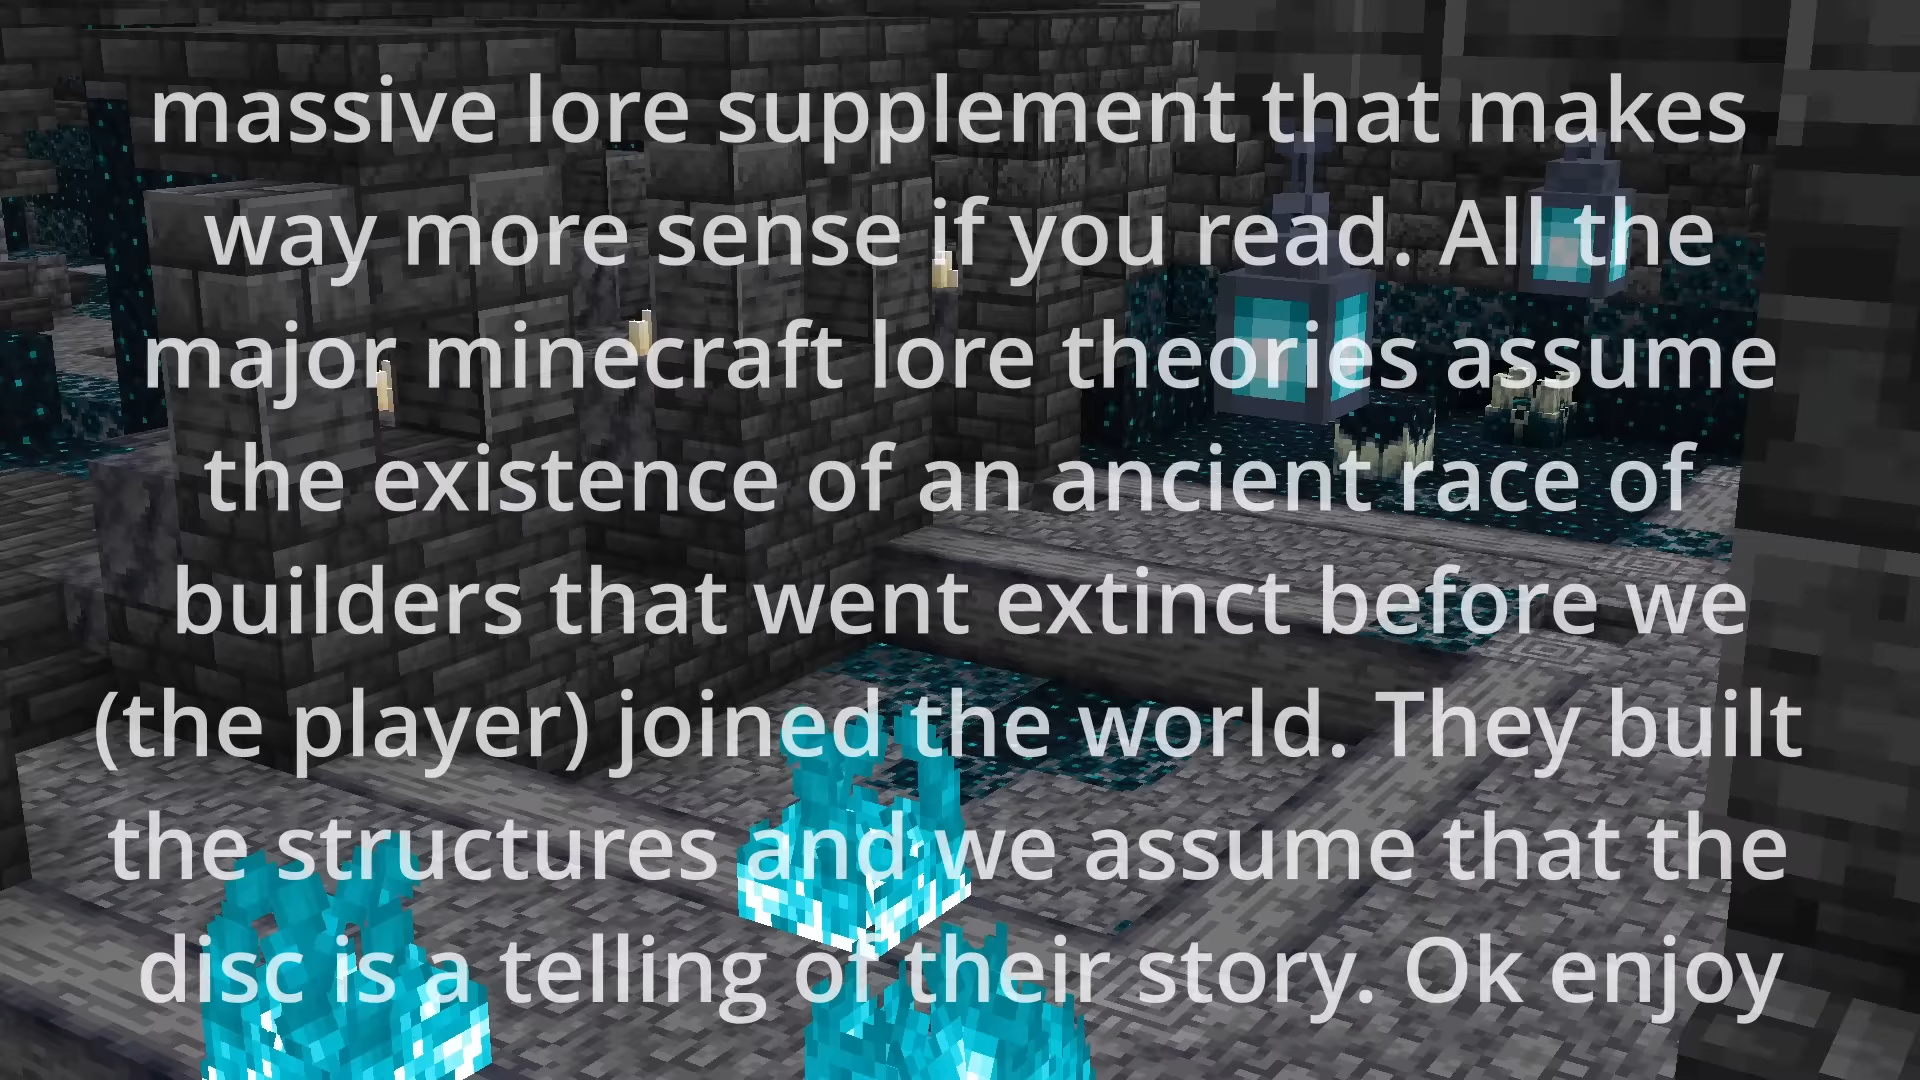 massive lore supplement that makes
way more sense if you read. All the
major minecraft lore theories assume
the existence of an ancient race of
builders that went extinct before we
(the player) joined the world. They built
the structures and we assume that the
disc is a telling of their story. Ok enjoy